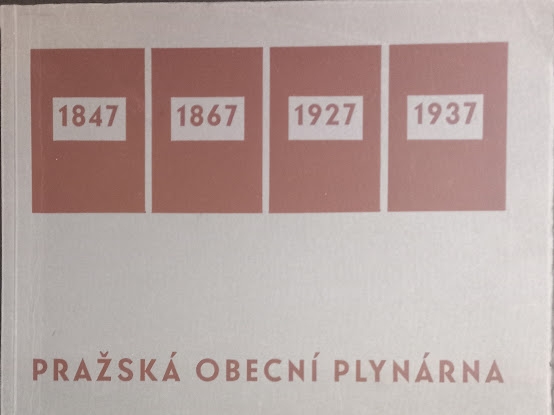 1847 1867 1927 1937
PRAŽSKÁ OBECNÍ PLYNÁRNA